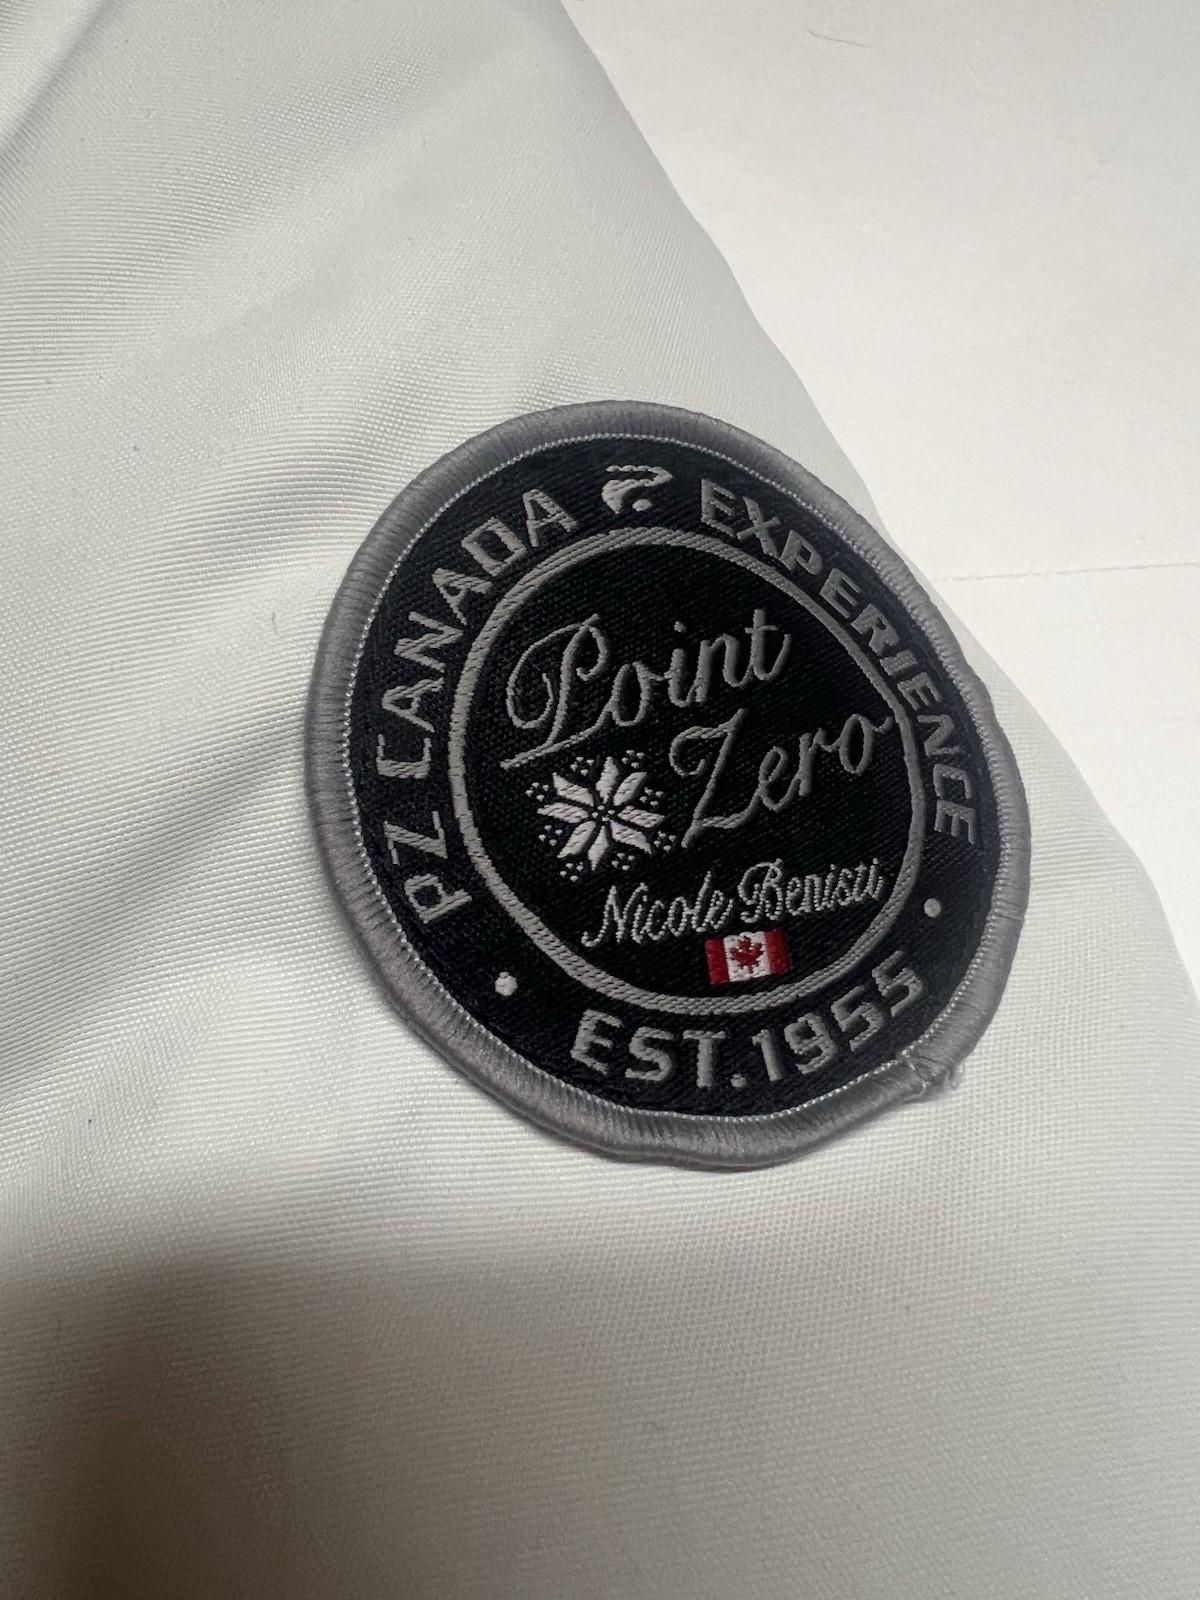 PZ CANADA EXPERIENCE
Point
Zero
Nicole Benisti
EST.1955